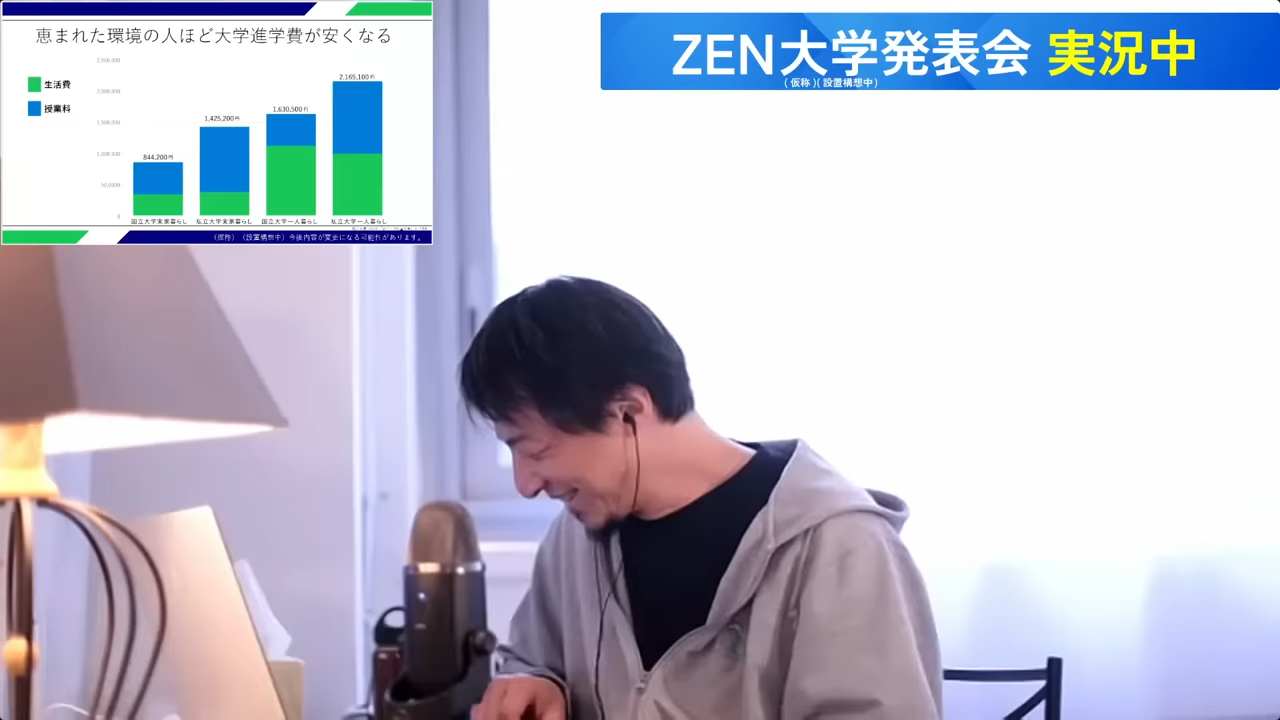 恵まれた環境の人ほど大学進学費が安くなる
ZEN大学発表会 実況中
(仮称)(設置構想中)
生活費
授業料
2,500,000
2,000,000
1,500,000
1,000,000
50,0000
0
844,200円
1,425,200円
1,630,500円
2,165,100円
国立大学実家暮らし
私立大学実家暮らし
国立大学一人暮らし
私立大学一人暮らし
(仮称)(設置構想中)今後内容が変更になる可能性があります。